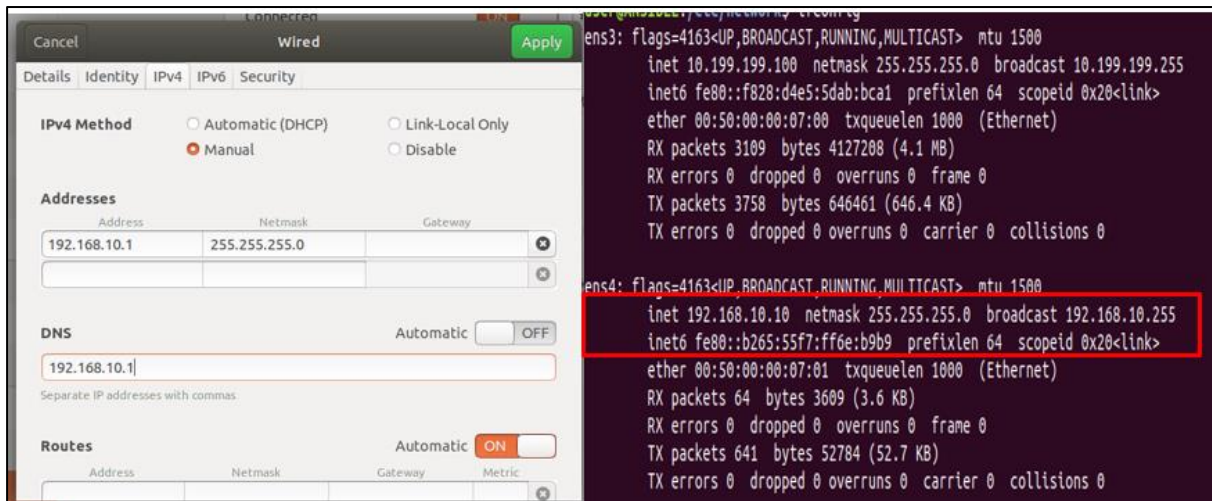 Connected ON
Cancel Wired Apply
Details Identity IPv4 IPv6 Security
IPv4 Method Automatic (DHCP) Link-Local Only
Manual Disable
Addresses
Address Netmask Gateway
192.168.10.1 255.255.255.0
DNS Automatic OFF
192.168.10.1
Separate IP addresses with commas
Routes Automatic ON
Address Netmask Gateway Metric
ens3: flags=4163<UP,BROADCAST,RUNNING,MULTICAST> mtu 1500
inet 10.199.199.100 netmask 255.255.255.0 broadcast 10.199.199.255
inet6 fe80::f828:d4e5:5dab:bca1 prefixlen 64 scopeid 0x20<link>
ether 00:50:00:00:07:00 txqueuelen 1000 (Ethernet)
RX packets 3109 bytes 4127208 (4.1 MB)
RX errors 0 dropped 0 overruns 0 frame 0
TX packets 3758 bytes 646461 (646.4 KB)
TX errors 0 dropped 0 overruns 0 carrier 0 collisions 0
ens4: flags=4163<UP,BROADCAST,RUNNING,MULTICAST> mtu 1500
inet 192.168.10.10 netmask 255.255.255.0 broadcast 192.168.10.255
inet6 fe80::b265:55f7:ff6e:b9b9 prefixlen 64 scopeid 0x20<link>
ether 00:50:00:00:07:01 txqueuelen 1000 (Ethernet)
RX packets 64 bytes 3609 (3.6 KB)
RX errors 0 dropped 0 overruns 0 frame 0
TX packets 641 bytes 52784 (52.7 KB)
TX errors 0 dropped 0 overruns 0 carrier 0 collisions 0